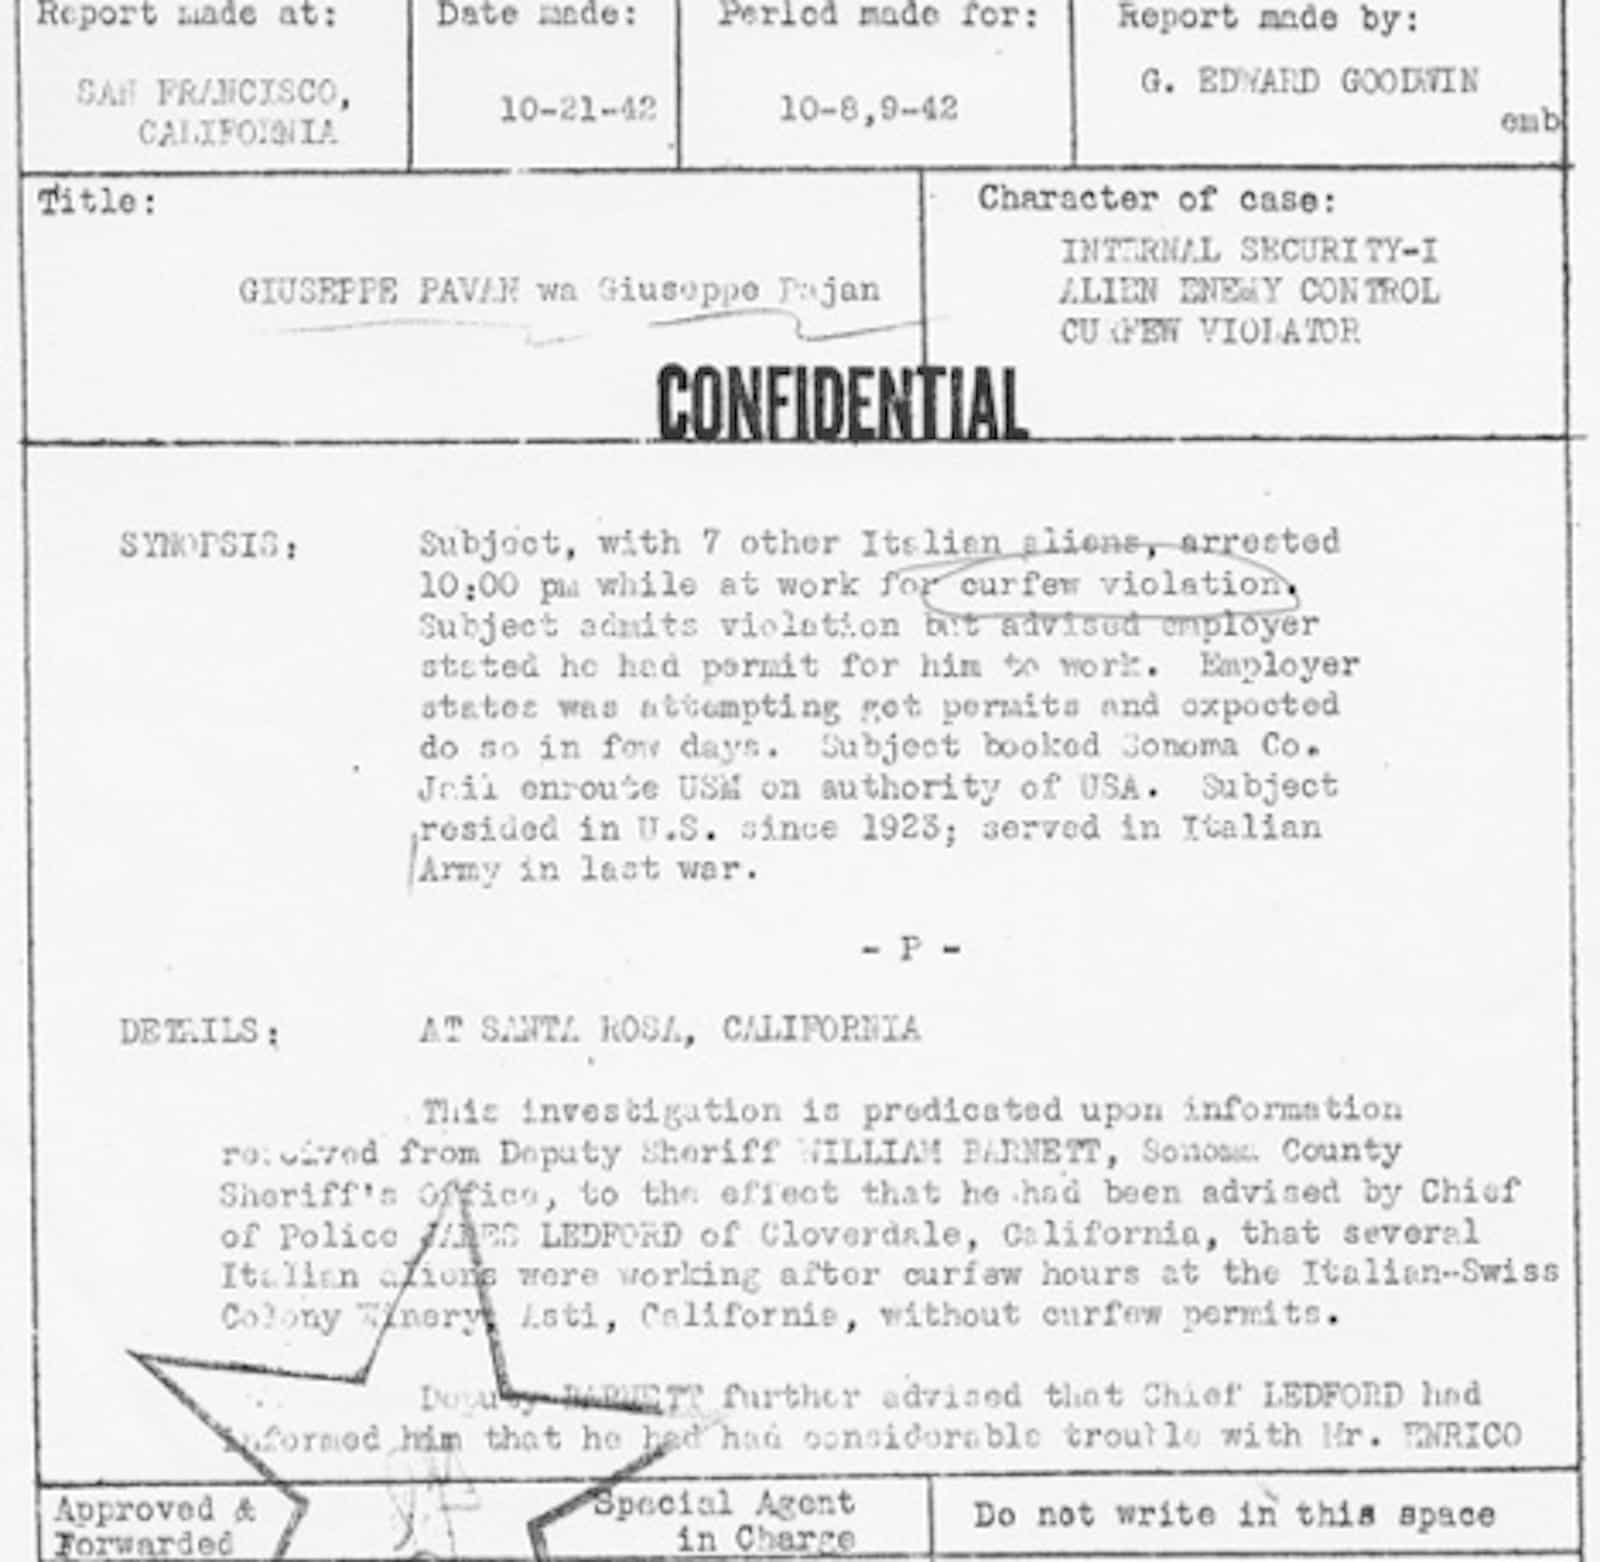 Report made at: Date made: Period made for: Report made by:
SAN FRANCISCO, CALIFORNIA 10-21-42 10-8,9-42 G. EDWARD GOODWIN
emb
Title: Character of case:
GIUSEPPE PAVAN wa Giuseppe Pajan
INTERNAL SECURITY-I
ALIEN ENEMY CONTROL
CURFEW VIOLATOR
CONFIDENTIAL
SYNOPSIS: Subject, with 7 other Italian aliens, arrested
10:00 pm while at work for curfew violation.
Subject admits violation but advised employer
stated he had permit for him to work. Employer
states was attempting get permits and expected
do so in few days. Subject booked Sonoma Co.
Jail enroute USM on authority of USA. Subject
resided in U.S. since 1923; served in Italian
Army in last war.
- P -
DETAILS: AT SANTA ROSA, CALIFORNIA
This investigation is predicated upon information
received from Deputy Sheriff WILLIAM BARNETT, Sonoma County
Sheriff's Office, to the effect that he had been advised by Chief
of Police JAMES LEDFORD of Cloverdale, California, that several
Italian aliens were working after curfew hours at the Italian-Swiss
Colony Winery, Asti, California, without curfew permits.
Deputy BARNETT further advised that Chief LEDFORD had
informed him that he had had considerable trouble with Mr. ENRICO
Approved &
Forwarded
Special Agent
in Charge
Do not write in this space